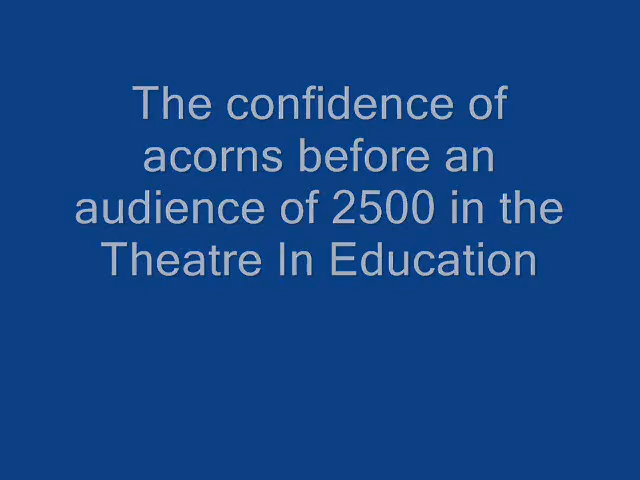 The confidence of
acorns before an
audience of 2500 in the
Theatre In Education